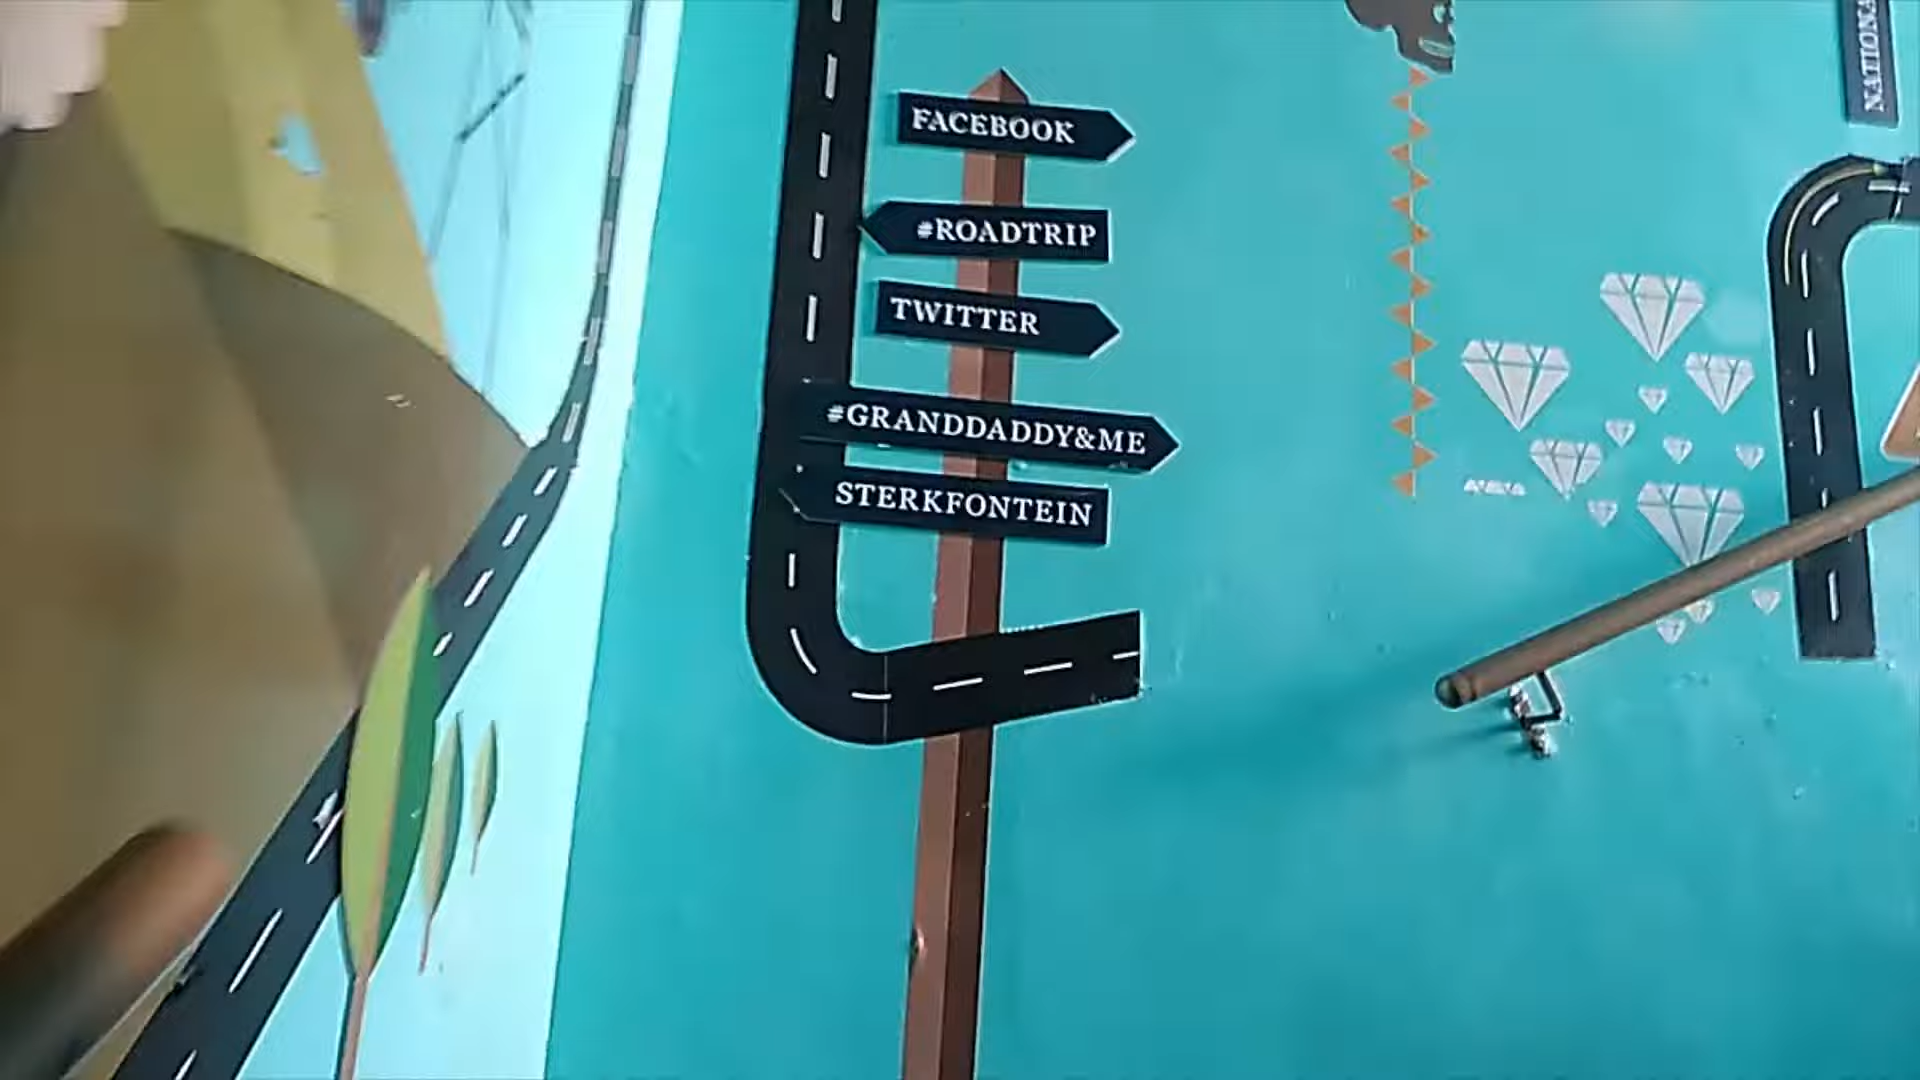 FACEBOOK
#ROADTRIP
TWITTER
#GRANDDADDY&ME
STERKFONTEIN